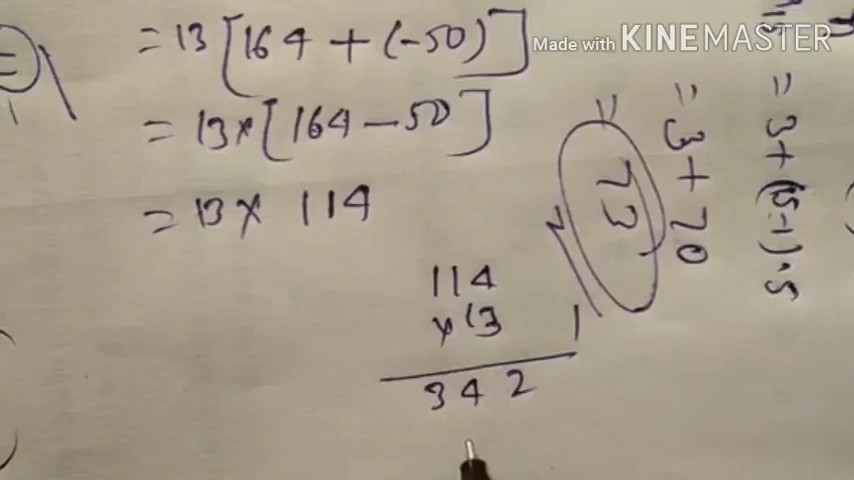 = 13 [164 + (-50)]
= 13 × [164 - 50]
= 13 × 114
114
× 13
342
1
= 3 + (15-1)·5
= 3 + 70
= 73
Made with KINEMASTER